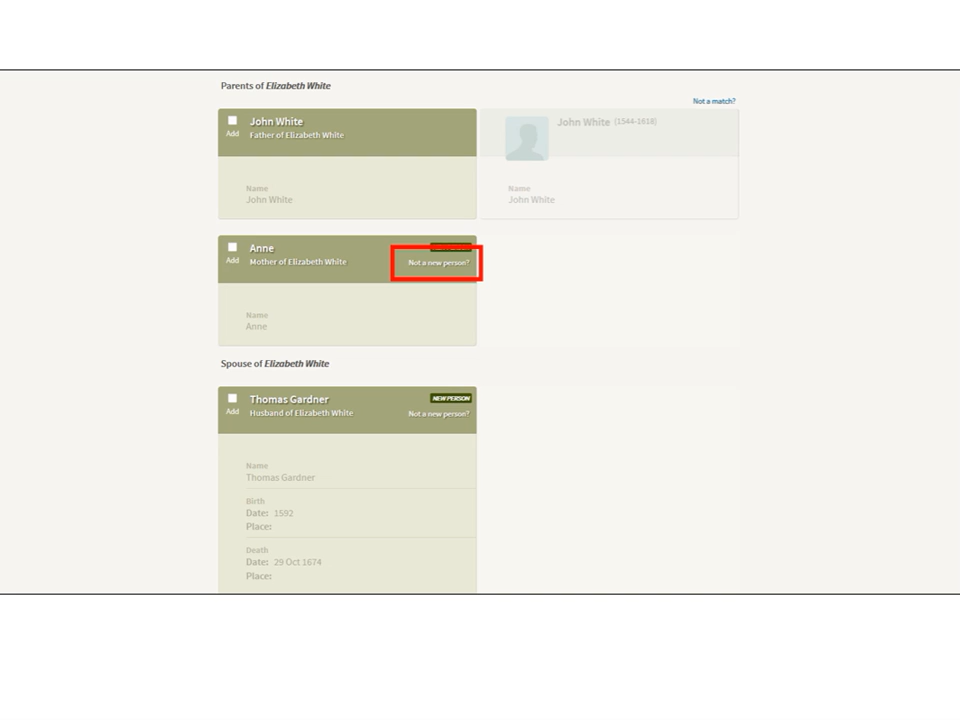 Parents of Elizabeth White
Not a match?
John White
Add
Father of Elizabeth White
John White (1544-1618)
Name
John White
Name
John White
Anne
Add
Mother of Elizabeth White
Not a new person?
Name
Anne
Spouse of Elizabeth White
Thomas Gardner
NEW PERSON
Add
Husband of Elizabeth White
Not a new person?
Name
Thomas Gardner
Birth
Date: 1592
Place:
Death
Date: 29 Oct 1674
Place: